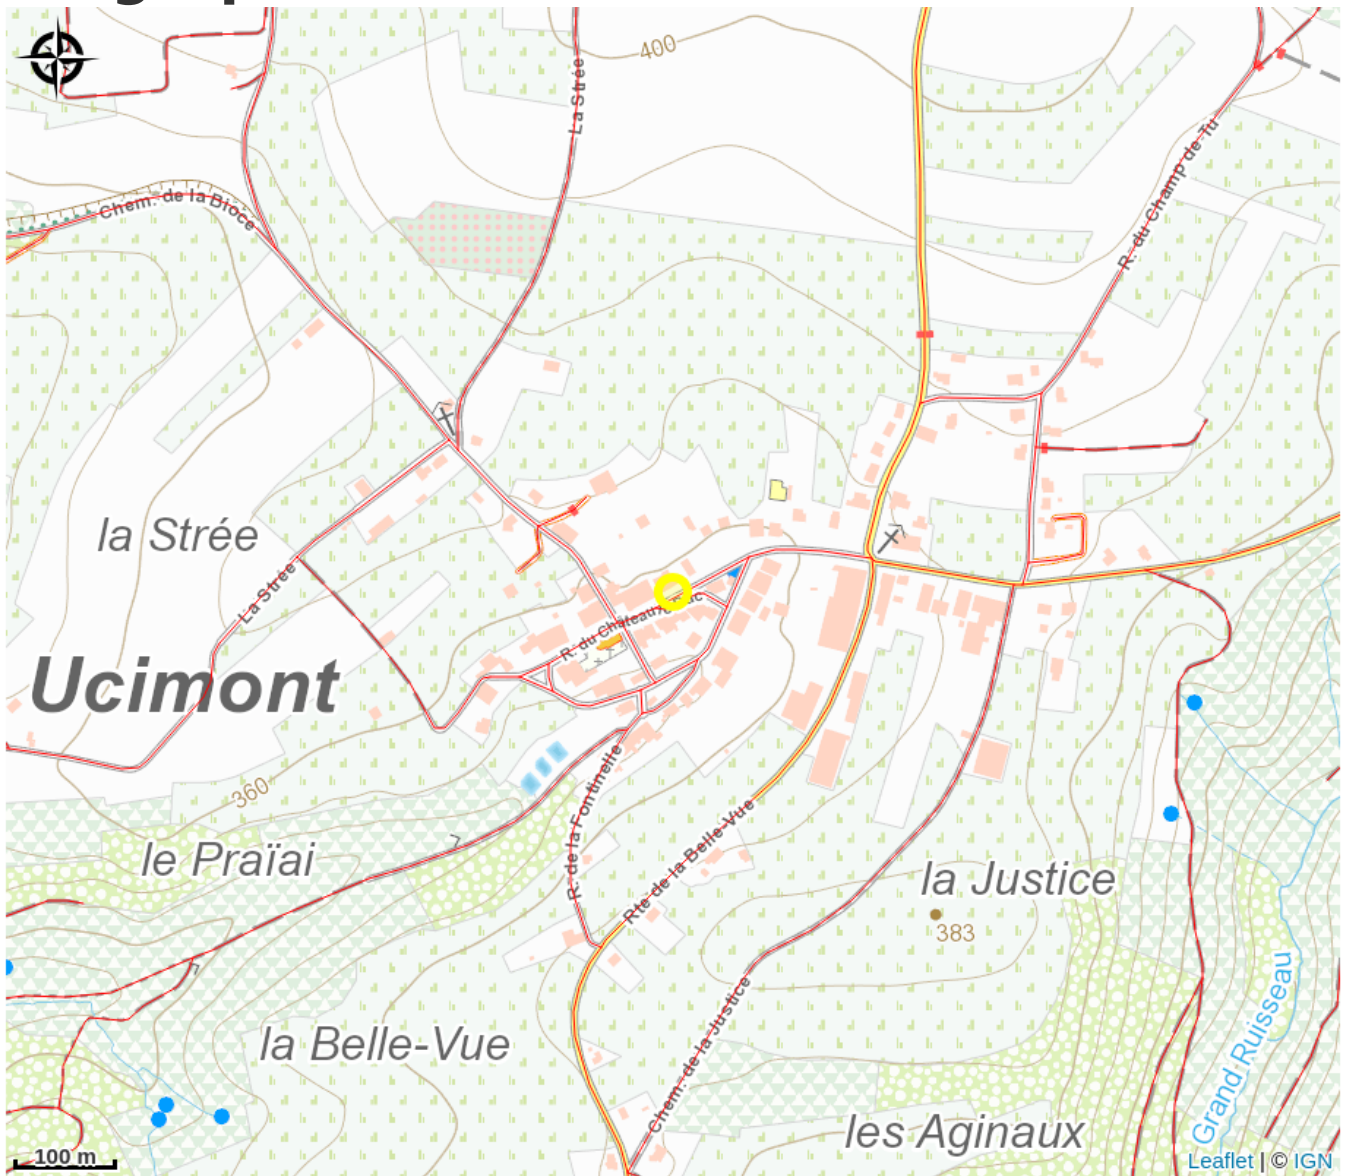 400
La Strée
R. du Champ de Tu
Chem. de la Bioce
la Strée
La Strée
R. du Château
Ucimont
360
le Praïai
R. de la Fontinelle
Rte de la Belle-Vue
la Justice
383
Grand Ruisseau
la Belle-Vue
Chem. de la Justice
les Aginaux
100 m
Leaflet | © IGN